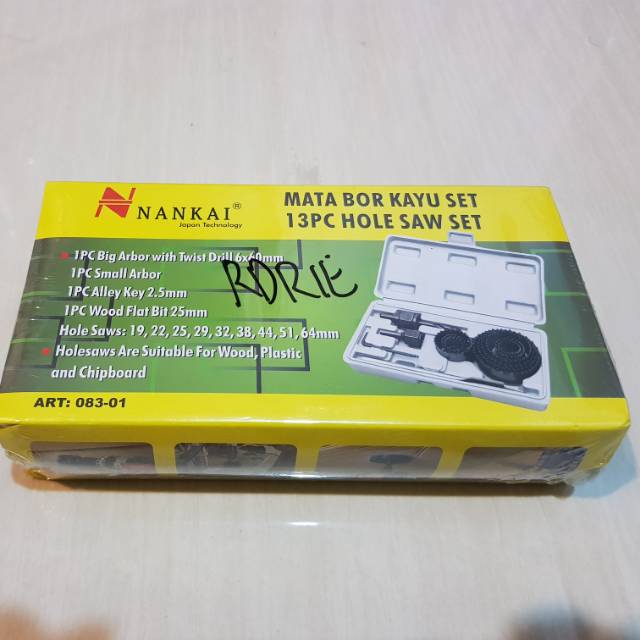 NANKAI®
Japan Technology
MATA BOR KAYU SET
13PC HOLE SAW SET
1PC Big Arbor with Twist Drill 6x60mm
1PC Small Arbor
1PC Alley Key 2.5mm
1PC Wood Flat Bit 25mm
Hole Saws: 19, 22, 25, 29, 32, 38, 44, 51, 64mm
Holesaws Are Suitable For Wood, Plastic
and Chipboard
RDRIE
ART: 083-01